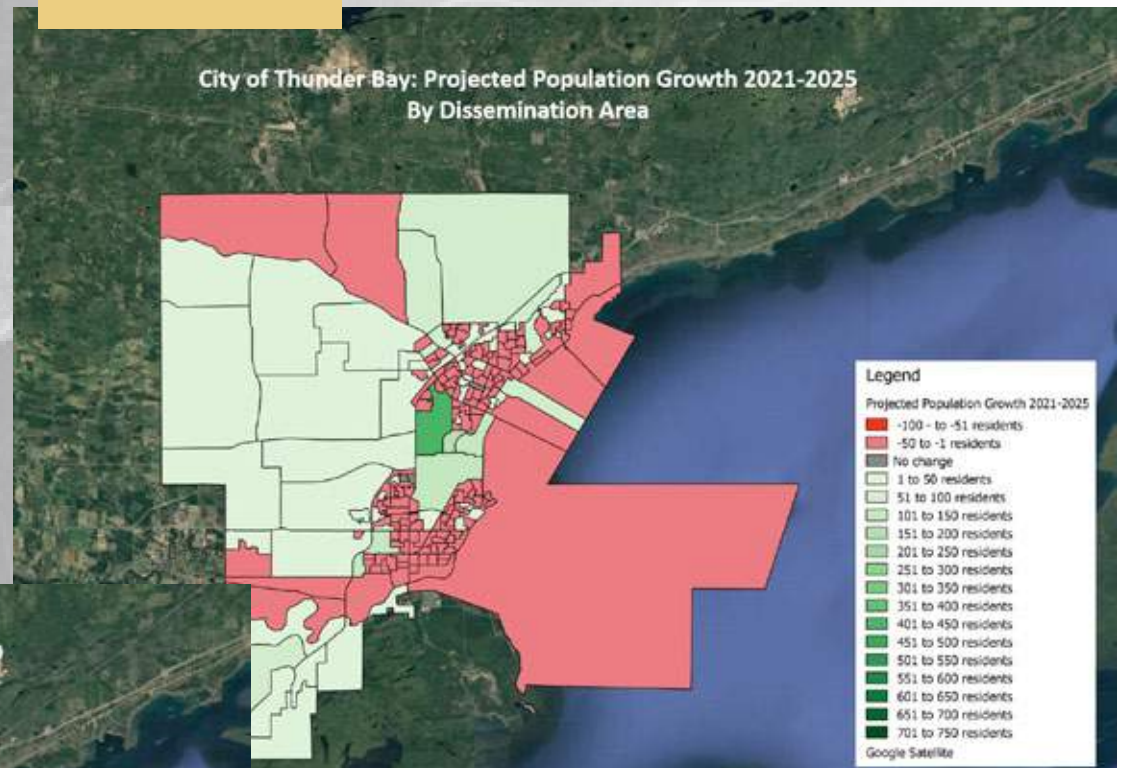 City of Thunder Bay: Projected Population Growth 2021-2025
By Dissemination Area
Legend
Projected Population Growth 2021-2025
-100 - to -51 residents
-50 to -1 residents
No change
1 to 50 residents
51 to 100 residents
101 to 150 residents
151 to 200 residents
201 to 250 residents
251 to 300 residents
301 to 350 residents
351 to 400 residents
401 to 450 residents
451 to 500 residents
501 to 550 residents
551 to 600 residents
601 to 650 residents
651 to 700 residents
701 to 750 residents
Google Satellite